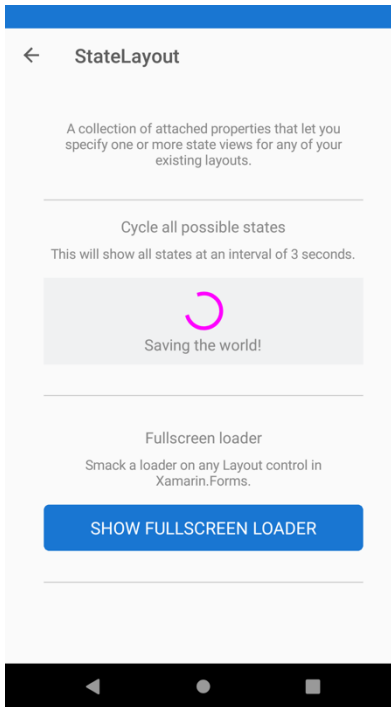 StateLayout
A collection of attached properties that let you
specify one or more state views for any of your
existing layouts.
Cycle all possible states
This will show all states at an interval of 3 seconds.
Saving the world!
Fullscreen loader
Smack a loader on any Layout control in
Xamarin.Forms.
SHOW FULLSCREEN LOADER